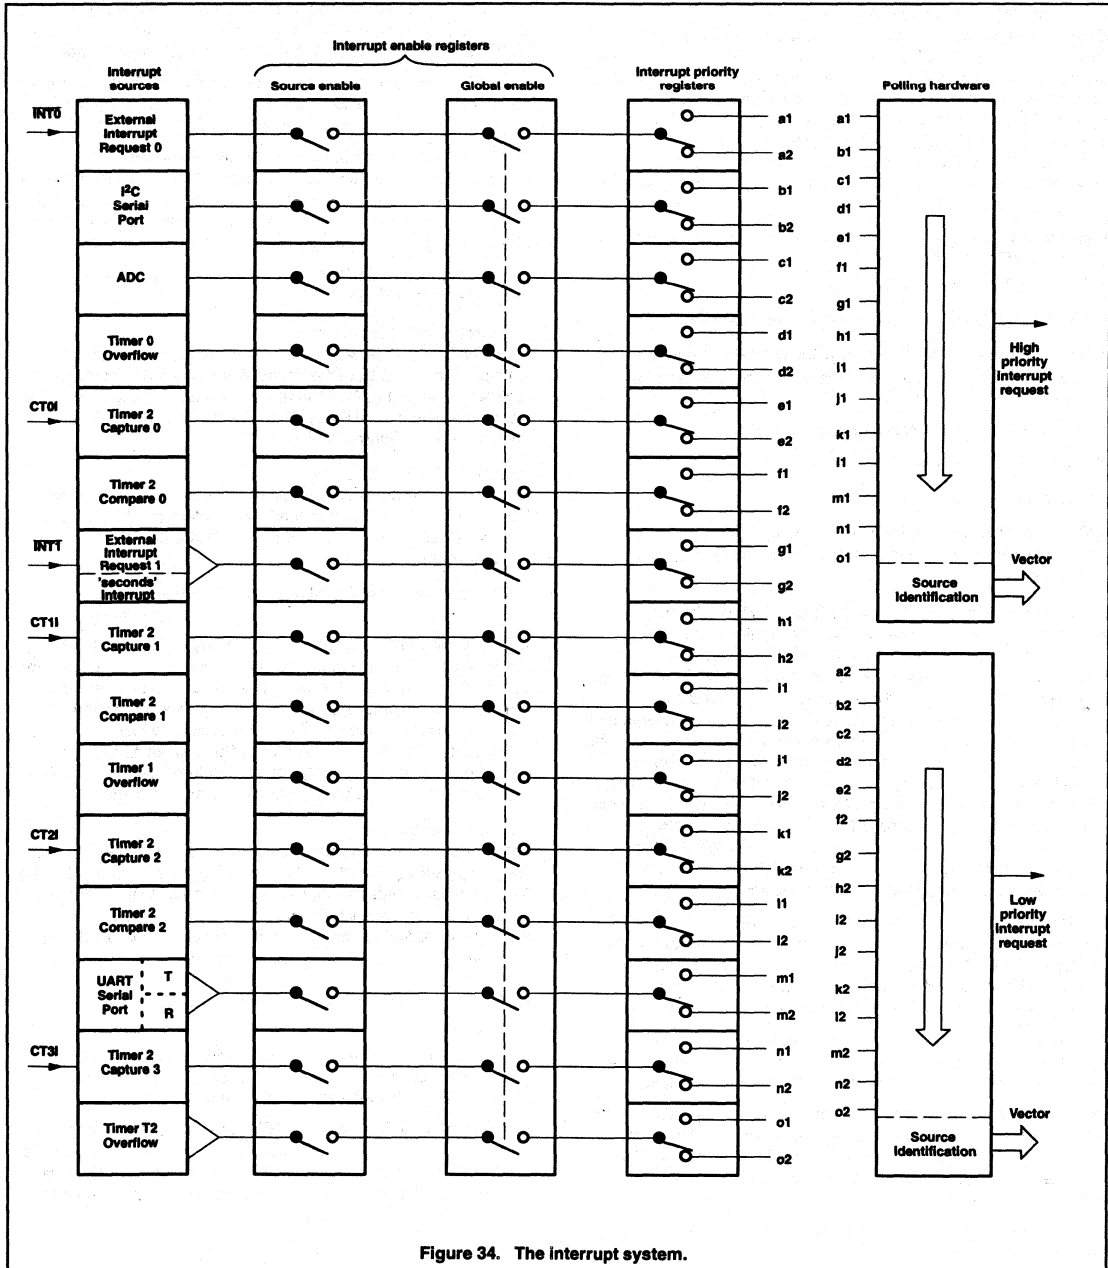 Interrupt enable registers
Interrupt
sources
Source enable
Global enable
Interrupt priority
registers
Polling hardware
INT0
External
Interrupt
Request 0
a1
a2
I²C
Serial
Port
b1
b2
ADC
c1
c2
Timer 0
Overflow
d1
d2
CT0I
Timer 2
Capture 0
e1
e2
Timer 2
Compare 0
f1
f2
INT1
External
Interrupt
Request 1
'seconds'
Interrupt
g1
g2
CT1I
Timer 2
Capture 1
h1
h2
Timer 2
Compare 1
i1
i2
Timer 1
Overflow
j1
j2
CT2I
Timer 2
Capture 2
k1
k2
Timer 2
Compare 2
l1
l2
UART
Serial
Port
T
R
m1
m2
CT3I
Timer 2
Capture 3
n1
n2
Timer T2
Overflow
o1
o2
a1
b1
c1
d1
e1
f1
g1
h1
i1
j1
k1
l1
m1
n1
o1
High
priority
interrupt
request
Source
Identification
Vector
a2
b2
c2
d2
e2
f2
g2
h2
i2
j2
k2
l2
m2
n2
o2
Low
priority
interrupt
request
Source
Identification
Vector
Figure 34. The interrupt system.